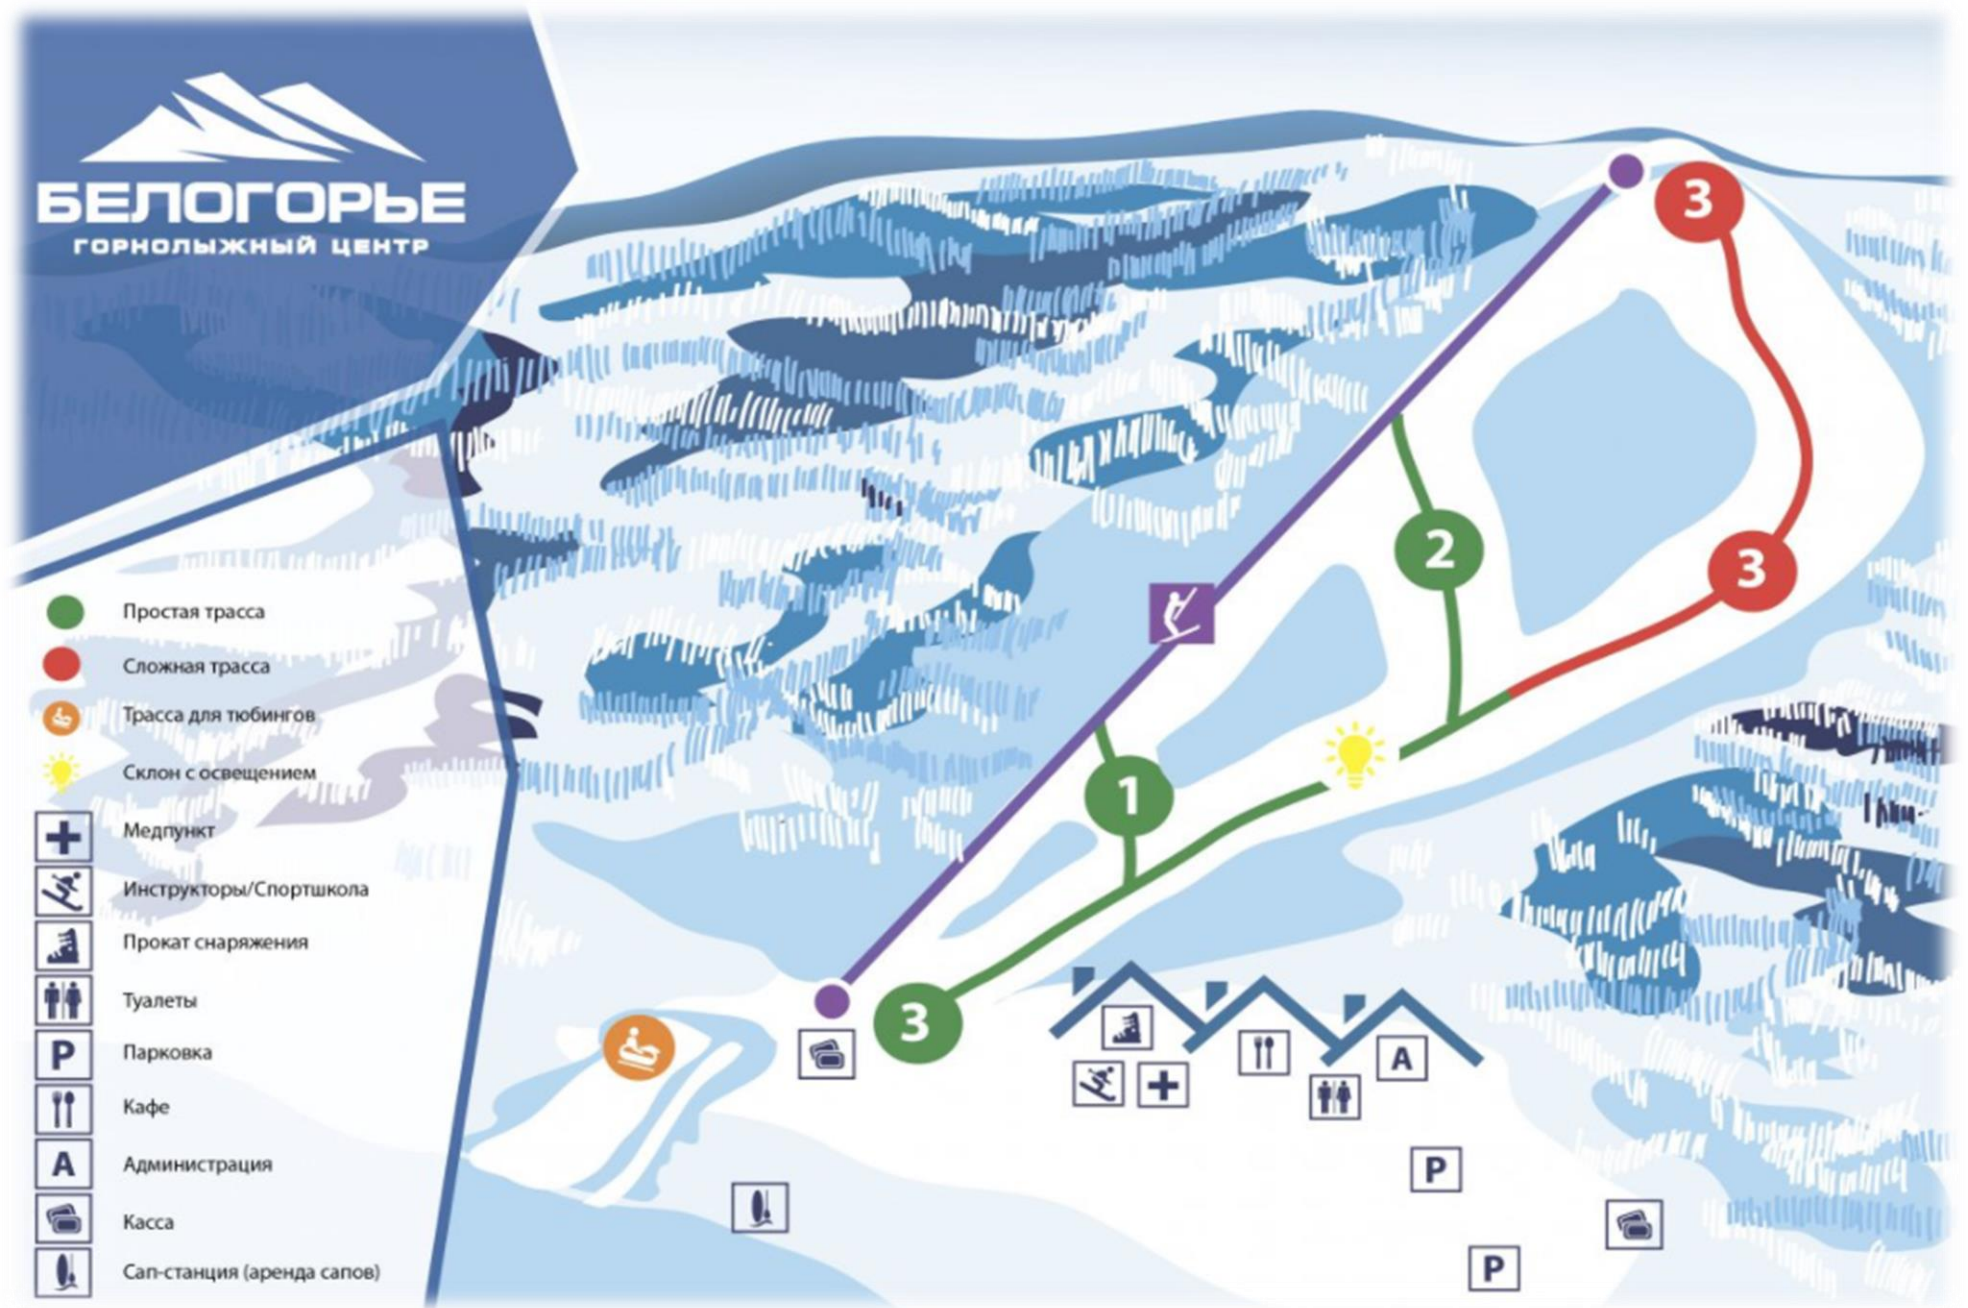 БЕЛОГОРЬЕ
ГОРНОЛЫЖНЫЙ ЦЕНТР
3
2
3
1
3
Простая трасса
Сложная трасса
Трасса для тюбингов
Склон с освещением
Медпункт
Инструкторы/Спортшкола
Прокат снаряжения
Туалеты
P Парковка
Кафе
А Администрация
Касса
Сап-станция (аренда сапов)
А
P
P